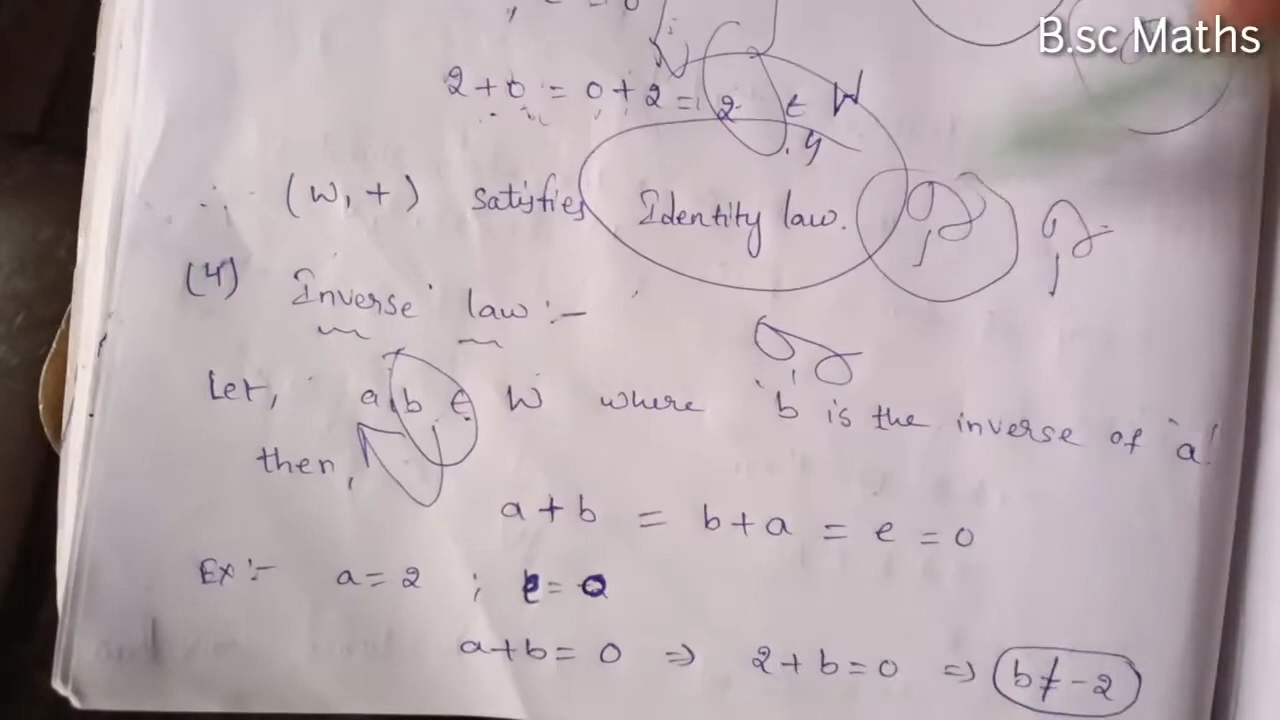 B.sc Maths
2 + 0 = 0 + 2 = 2 ∈ W
∴ (W, +) satisfies Identity law.
(4) Inverse law :-
Let, a, b ∈ W where 'b' is the inverse of 'a'.
then,
a + b = b + a = e = 0
Ex :- a = 2 ; e = 0
a + b = 0 ⇒ 2 + b = 0 ⇒ b ≠ -2